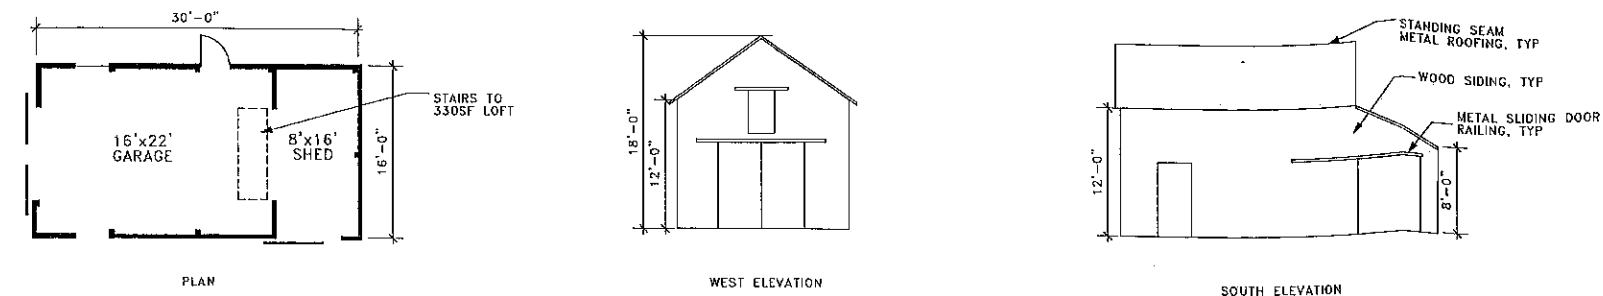 30'-0"
STAIRS TO
330SF LOFT
16'x22'
GARAGE
8'x16'
SHED
16'-0"
PLAN
18'-0"
12'-0"
WEST ELEVATION
STANDING SEAM
METAL ROOFING, TYP
WOOD SIDING, TYP
METAL SLIDING DOOR
RAILING, TYP
12'-0"
8'-0"
SOUTH ELEVATION